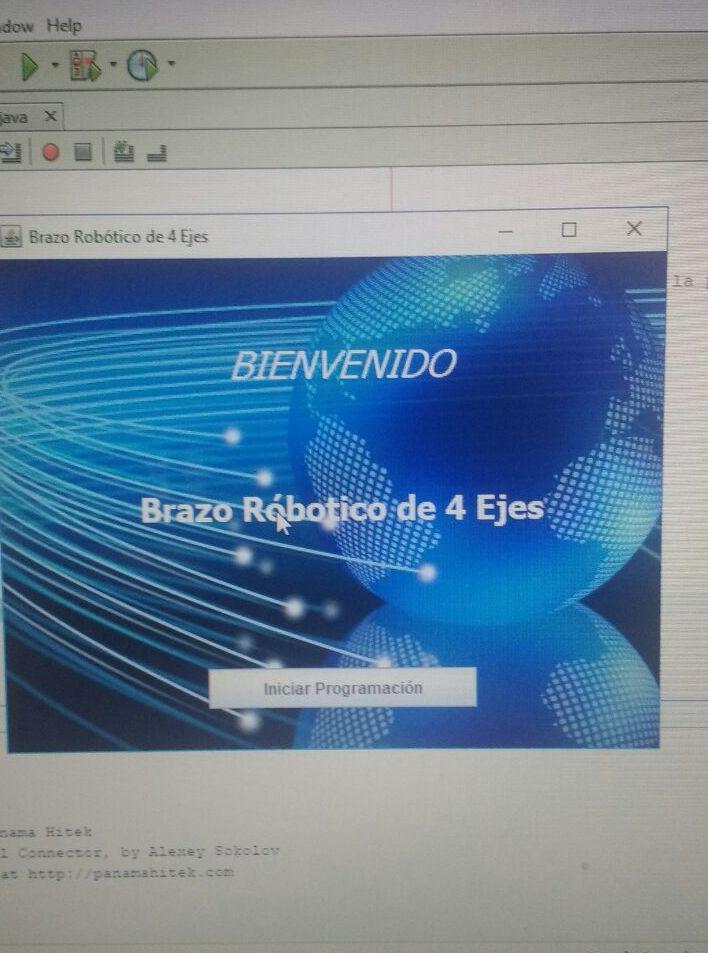 Help
java
Brazo Robótico de 4 Ejes
la
BIENVENIDO
Brazo Róbotico de 4 Ejes
Iniciar Programación
nama Hitek
l Connector, by Alexey Sokolov
at http://panamahitek.com